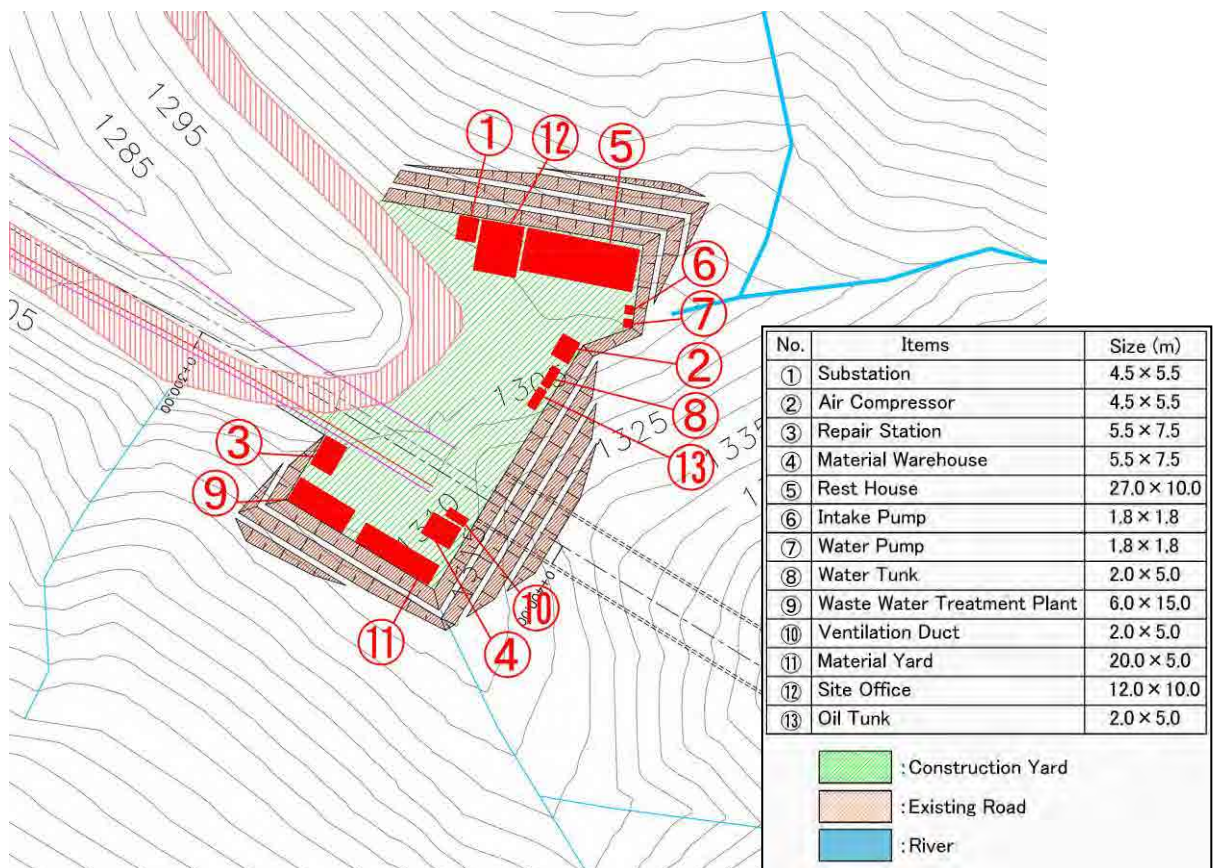 1295
1285
①
⑫
⑤
⑥
⑦
②
⑧
⑬
1325
1335
③
⑨
1310
⑩
④
⑪
0+300.00
No. Items Size (m)
① Substation 4.5 × 5.5
② Air Compressor 4.5 × 5.5
③ Repair Station 5.5 × 7.5
④ Material Warehouse 5.5 × 7.5
⑤ Rest House 27.0 × 10.0
⑥ Intake Pump 1.8 × 1.8
⑦ Water Pump 1.8 × 1.8
⑧ Water Tunk 2.0 × 5.0
⑨ Waste Water Treatment Plant 6.0 × 15.0
⑩ Ventilation Duct 2.0 × 5.0
⑪ Material Yard 20.0 × 5.0
⑫ Site Office 12.0 × 10.0
⑬ Oil Tunk 2.0 × 5.0
:Construction Yard
:Existing Road
:River